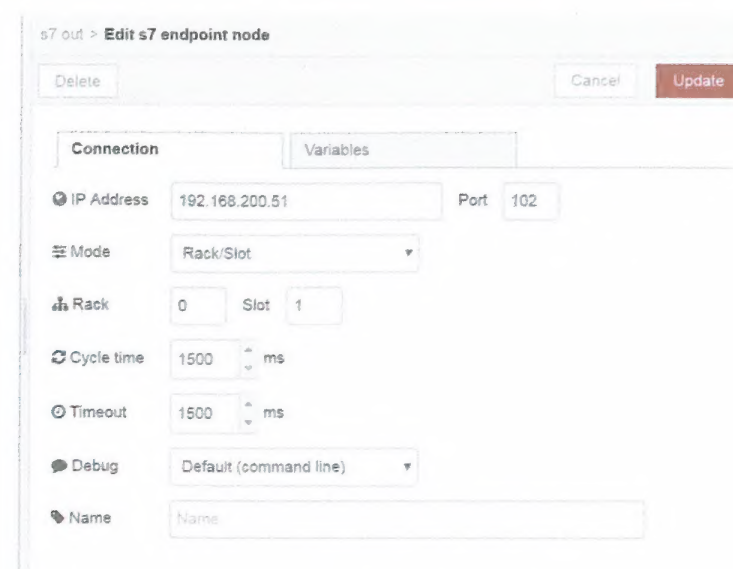 s7 out > Edit s7 endpoint node
Delete Cancel Update
Connection Variables
IP Address 192.168.200.51 Port 102
Mode Rack/Slot
Rack 0 Slot 1
Cycle time 1500 ms
Timeout 1500 ms
Debug Default (command line)
Name Name